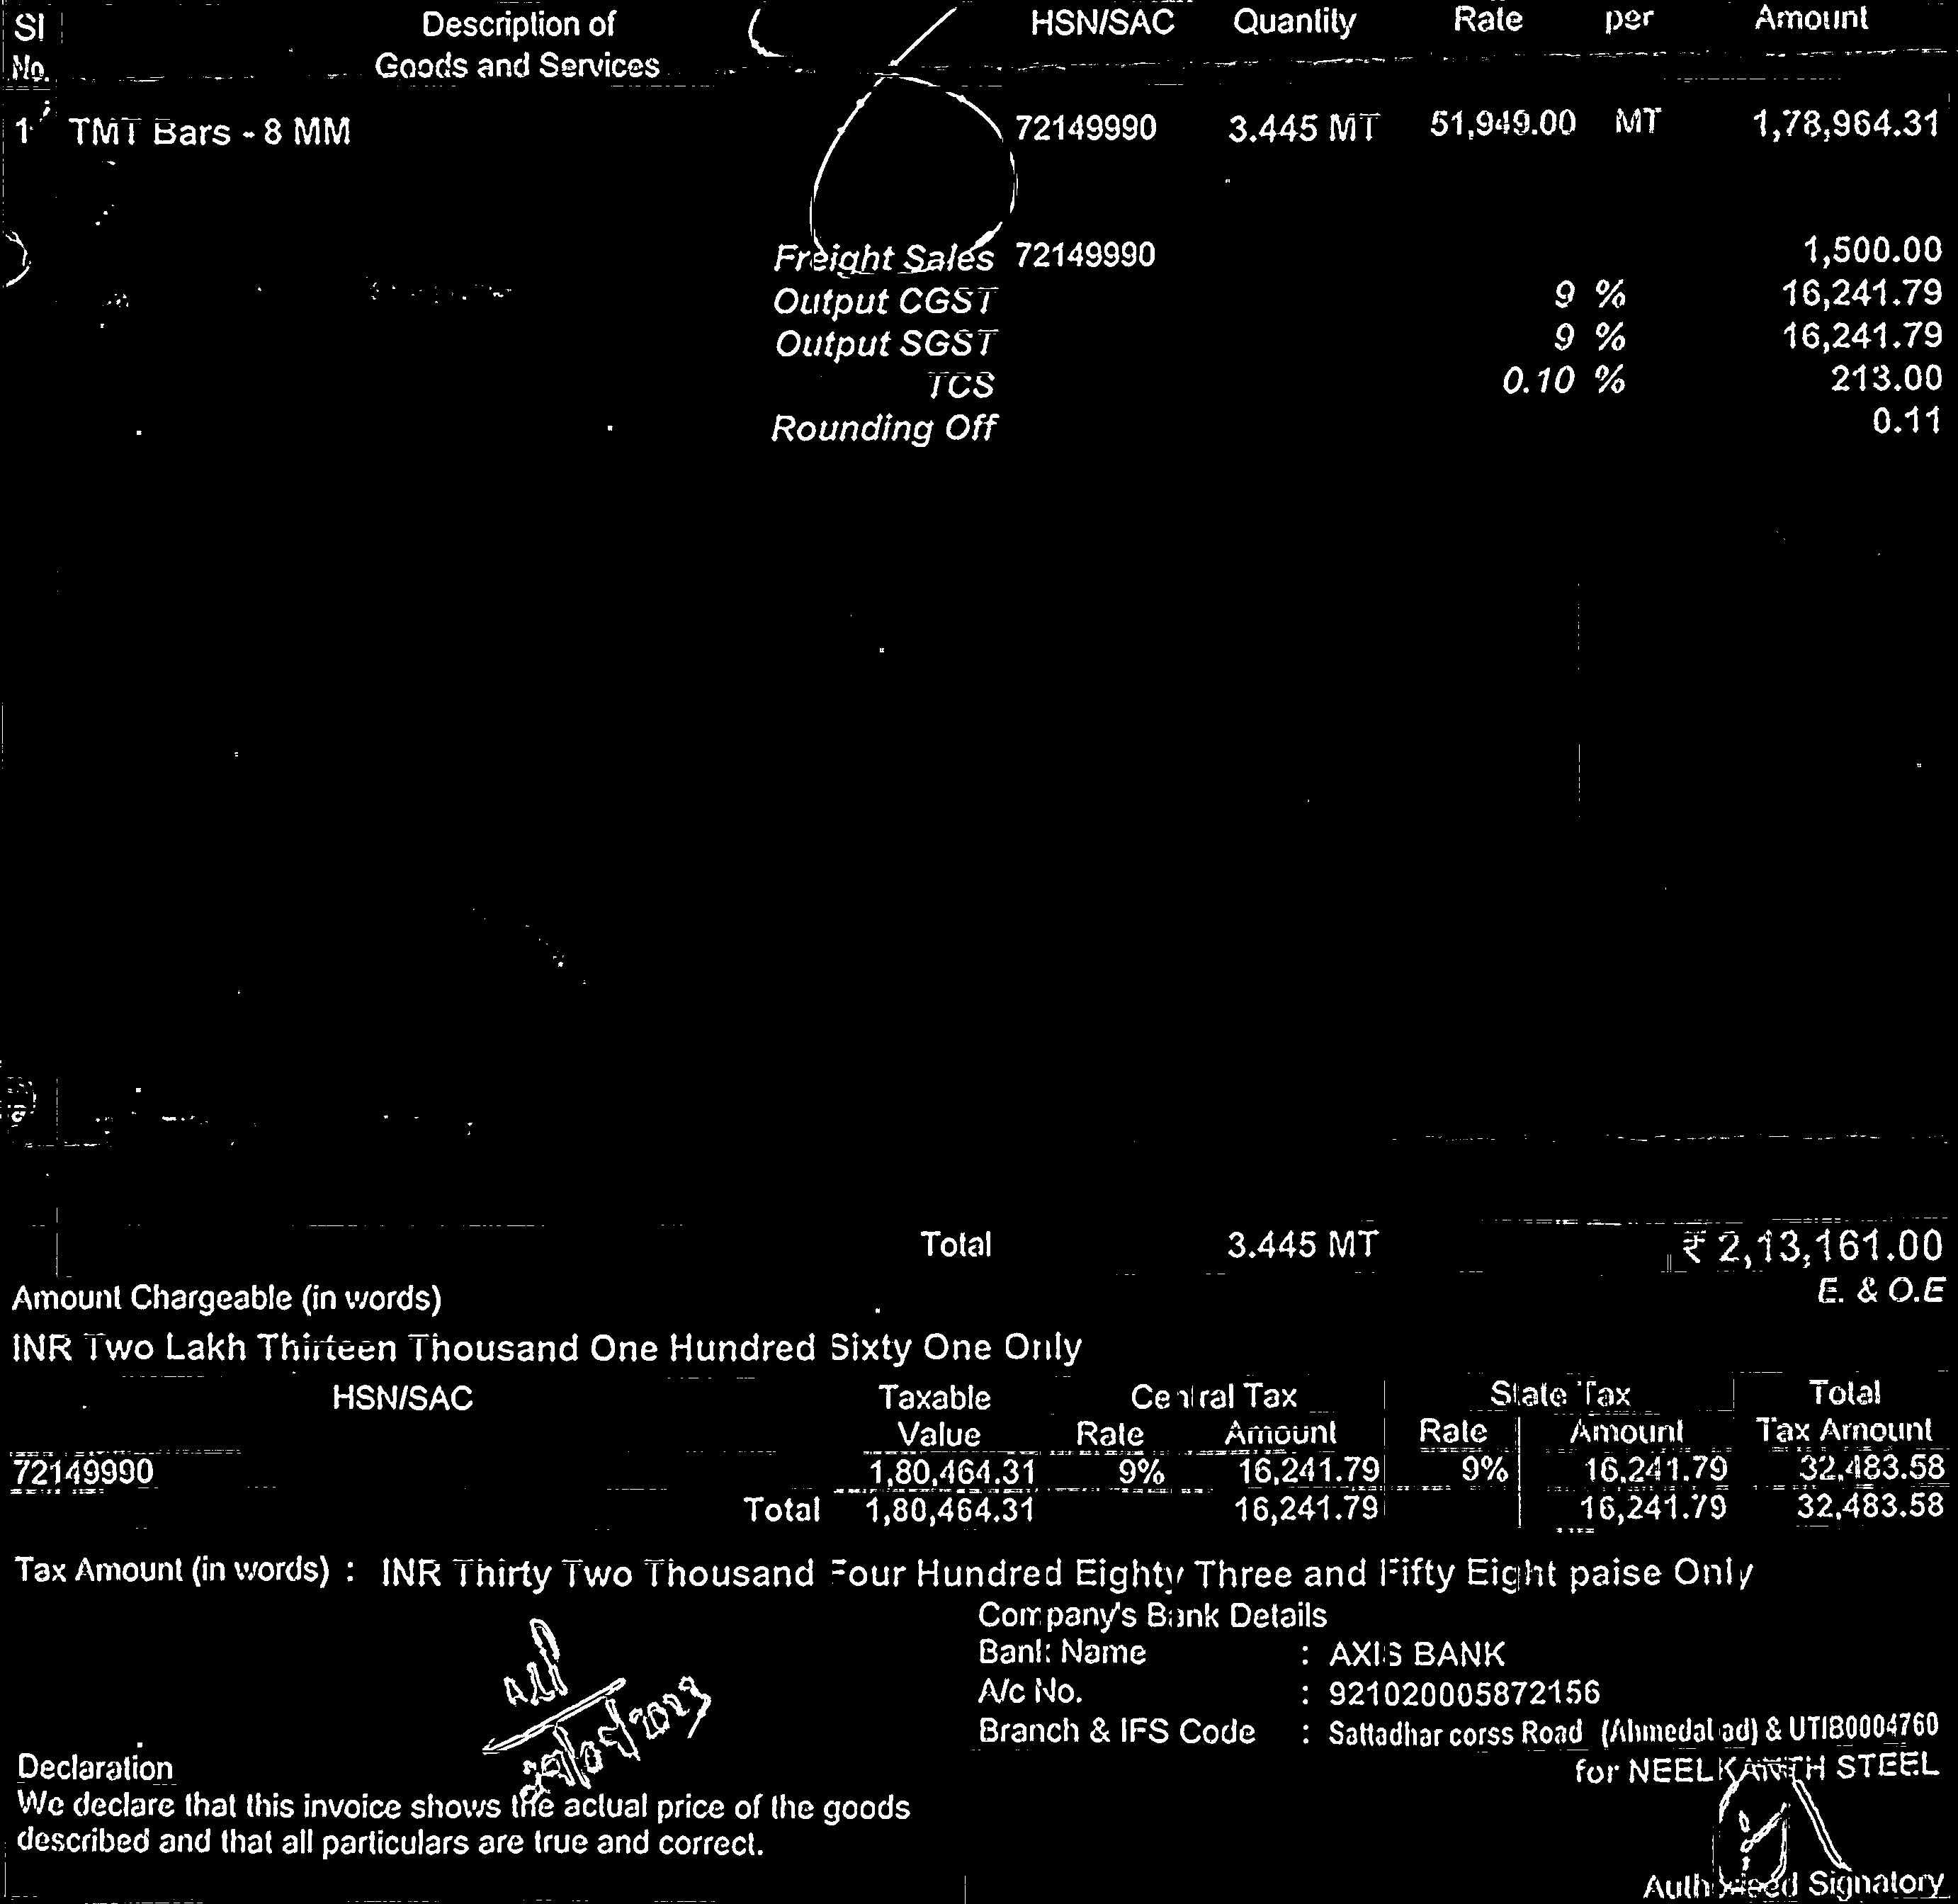 Sl Description of HSN/SAC Quantity Rate per Amount
No. Goods and Services
1 TMT Bars - 8 MM 72149990 3.445 MT 51,949.00 MT 1,78,964.31
Freight Sales 72149990 1,500.00
Output CGST 9 % 16,241.79
Output SGST 9 % 16,241.79
TCS 0.10 % 213.00
Rounding Off 0.11
Total 3.445 MT ₹ 2,13,161.00
Amount Chargeable (in words) E. & O.E
INR Two Lakh Thirteen Thousand One Hundred Sixty One Only
HSN/SAC Taxable Central Tax State Tax Total
Value Rate Amount Rate Amount Tax Amount
72149990 1,80,464.31 9% 16,241.79 9% 16,241.79 32,483.58
Total 1,80,464.31 16,241.79 16,241.79 32,483.58
Tax Amount (in words) : INR Thirty Two Thousand Four Hundred Eighty Three and Fifty Eight paise Only
Company's Bank Details
Bank Name : AXIS BANK
A/c No. : 921020005872156
Branch & IFS Code : Sattadhar corss Road (Ahmedabad) & UTIB0004760
Declaration
for NEELKANTH STEEL
We declare that this invoice shows the actual price of the goods
described and that all particulars are true and correct.
Authorised Signatory